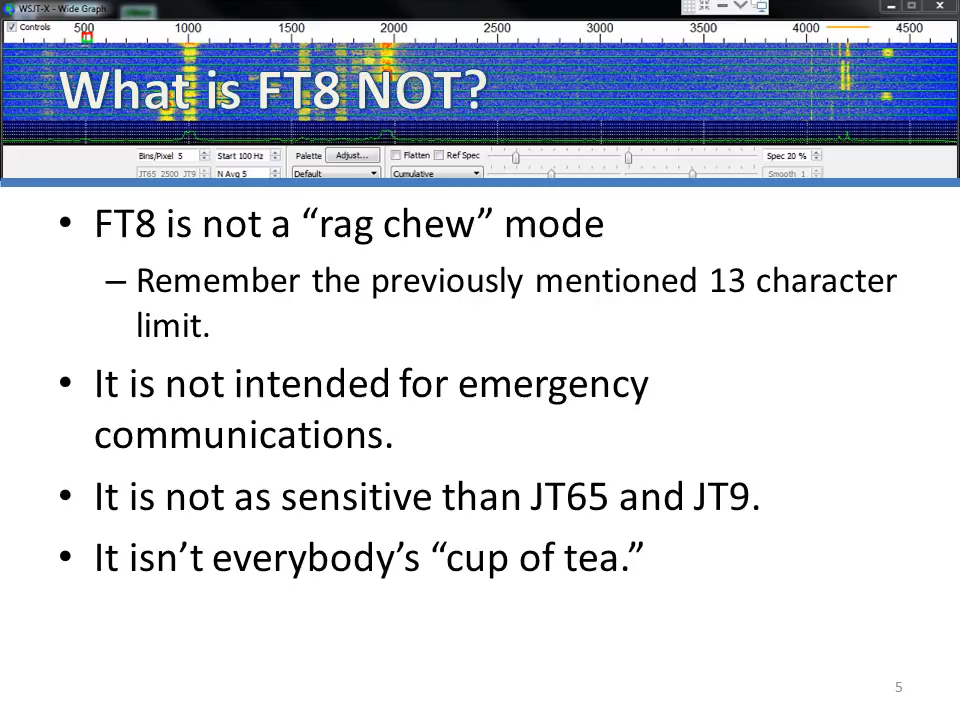 WSJT-X - Wide Graph
Controls 500 1000 1500 2000 2500 3000 3500 4000 4500
What is FT8 NOT?
Bins/Pixel 5 Start 100 Hz Palette Adjust... Flatten Ref Spec Spec 20 %
JT65 2500 JT9 N Avg 5 Default Cumulative Smooth 1
• FT8 is not a “rag chew” mode
– Remember the previously mentioned 13 character
limit.
• It is not intended for emergency
communications.
• It is not as sensitive than JT65 and JT9.
• It isn’t everybody’s “cup of tea.”
5